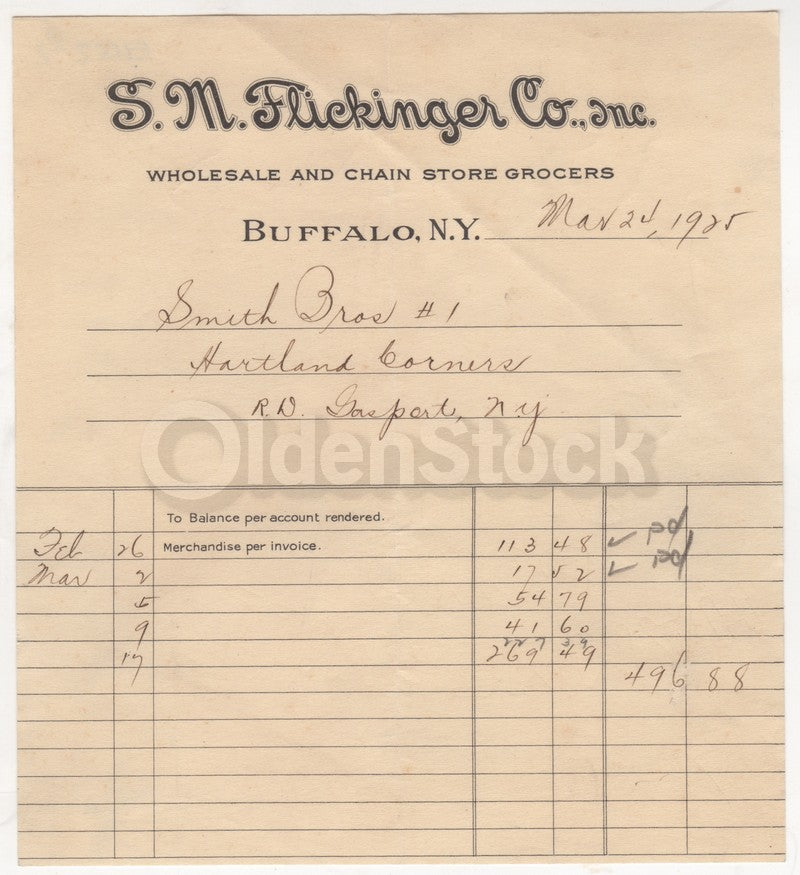 S. M. Flickinger Co., Inc.
WHOLESALE AND CHAIN STORE GROCERS
BUFFALO, N.Y. Mar 24, 1925
Smith Bros #1
Hartland Corners
R.D. Gasport, NY
OldenStock
To Balance per account rendered.
Feb 26 Merchandise per invoice. 113 48 ✓ pd
Mar 2 17 52 ✓ pd
5 54 79
9 41 60
17 269 49
496 88